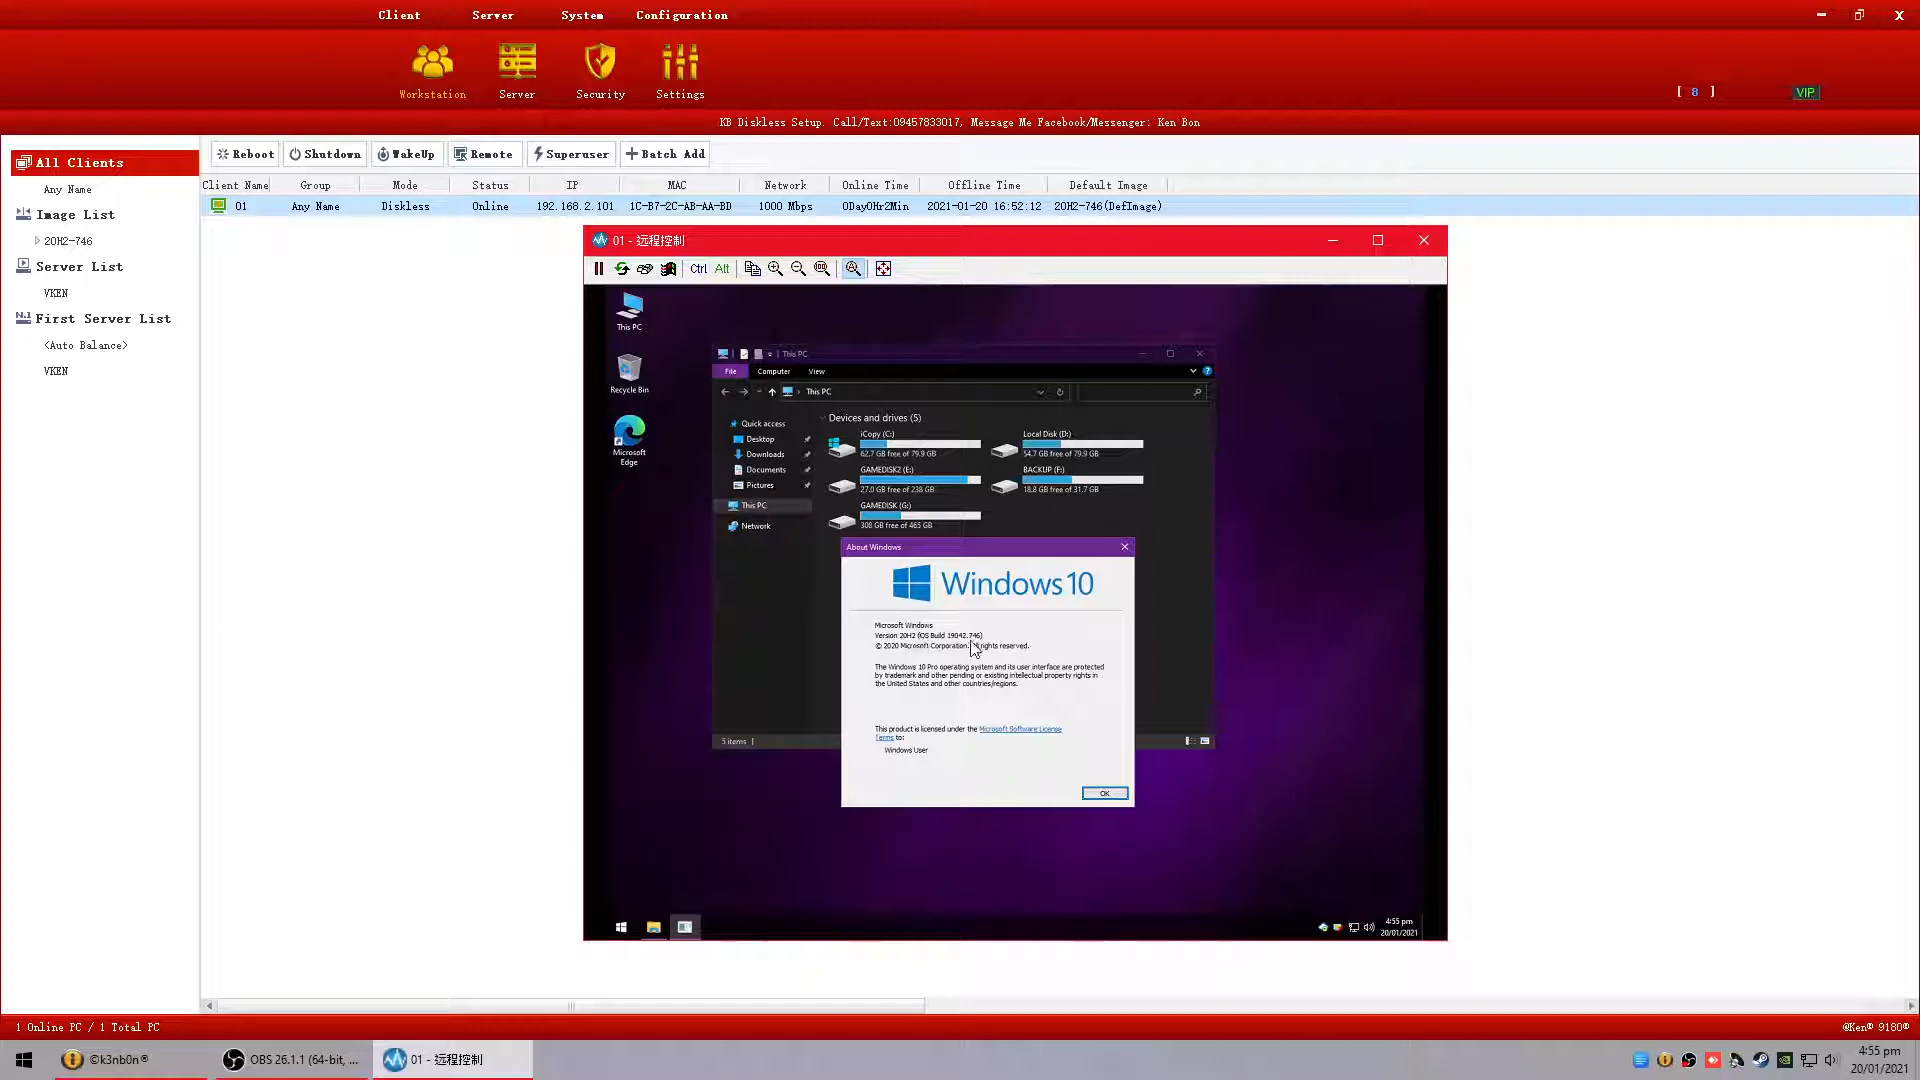 Client Server System Configuration
Workstation Server Security Settings
[ 8 ] VIP
KB Diskless Setup. Call/Text:09457833017, Message Me Facebook/Messenger: Ken Bon
All Clients
Any Name
Image List
20H2-746
Server List
VKEN
First Server List
<Auto Balance>
VKEN
Reboot Shutdown WakeUp Remote Superuser Batch Add
Client Name Group Mode Status IP MAC Network Online Time Offline Time Default Image
01 Any Name Diskless Online 192.168.2.101 1C-B7-2C-AB-AA-BD 1000 Mbps 0Day0Hr2Min 2021-01-20 16:52:12 20H2-746(DefImage)
01 - 远程控制
Ctrl Alt
This PC
Recycle Bin
Microsoft
Edge
This PC
File Computer View
This PC
Quick access
Desktop
Downloads
Documents
Pictures
This PC
Network
Devices and drives (5)
iCopy (C:)
62.7 GB free of 79.9 GB
Local Disk (D:)
54.7 GB free of 79.9 GB
GAMEDISK2 (E:)
27.0 GB free of 238 GB
BACKUP (F:)
18.8 GB free of 31.7 GB
GAMEDISK (G:)
308 GB free of 465 GB
5 items
About Windows
Windows 10
Microsoft Windows
Version 20H2 (OS Build 19042.746)
© 2020 Microsoft Corporation. All rights reserved.
The Windows 10 Pro operating system and its user interface are protected
by trademark and other pending or existing intellectual property rights in
the United States and other countries/regions.
This product is licensed under the Microsoft Software License
Terms to:
Windows User
OK
4:55 pm
20/01/2021
1 Online PC / 1 Total PC
@Ken® 9180®
©k3nb0n®
OBS 26.1.1 (64-bit, ...
01 - 远程控制
4:55 pm
20/01/2021